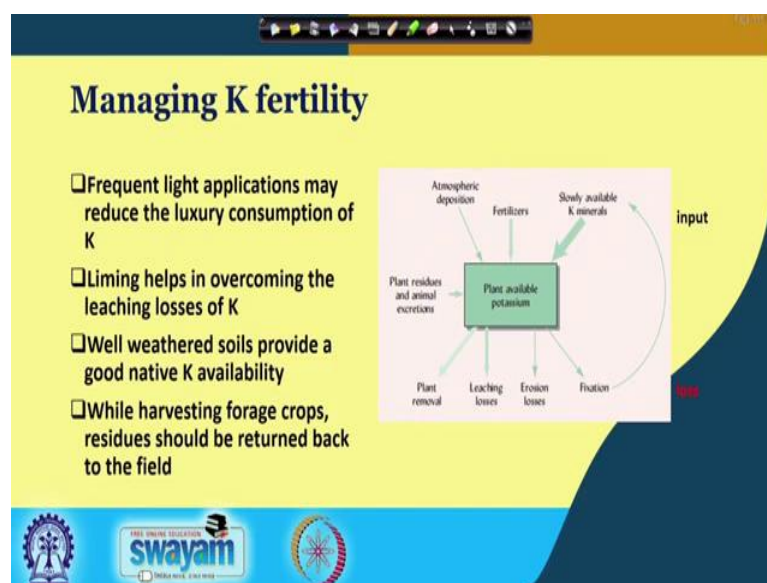 Managing K fertility
❑Frequent light applications may
reduce the luxury consumption of
K
❑Liming helps in overcoming the
leaching losses of K
❑Well weathered soils provide a
good native K availability
❑While harvesting forage crops,
residues should be returned back
to the field
Atmospheric
deposition
Fertilizers
Slowly available
K minerals
input
Plant residues
and animal
excretions
Plant available
potassium
Plant
removal
Leaching
losses
Erosion
losses
Fixation
loss
FREE ONLINE EDUCATION
swayam